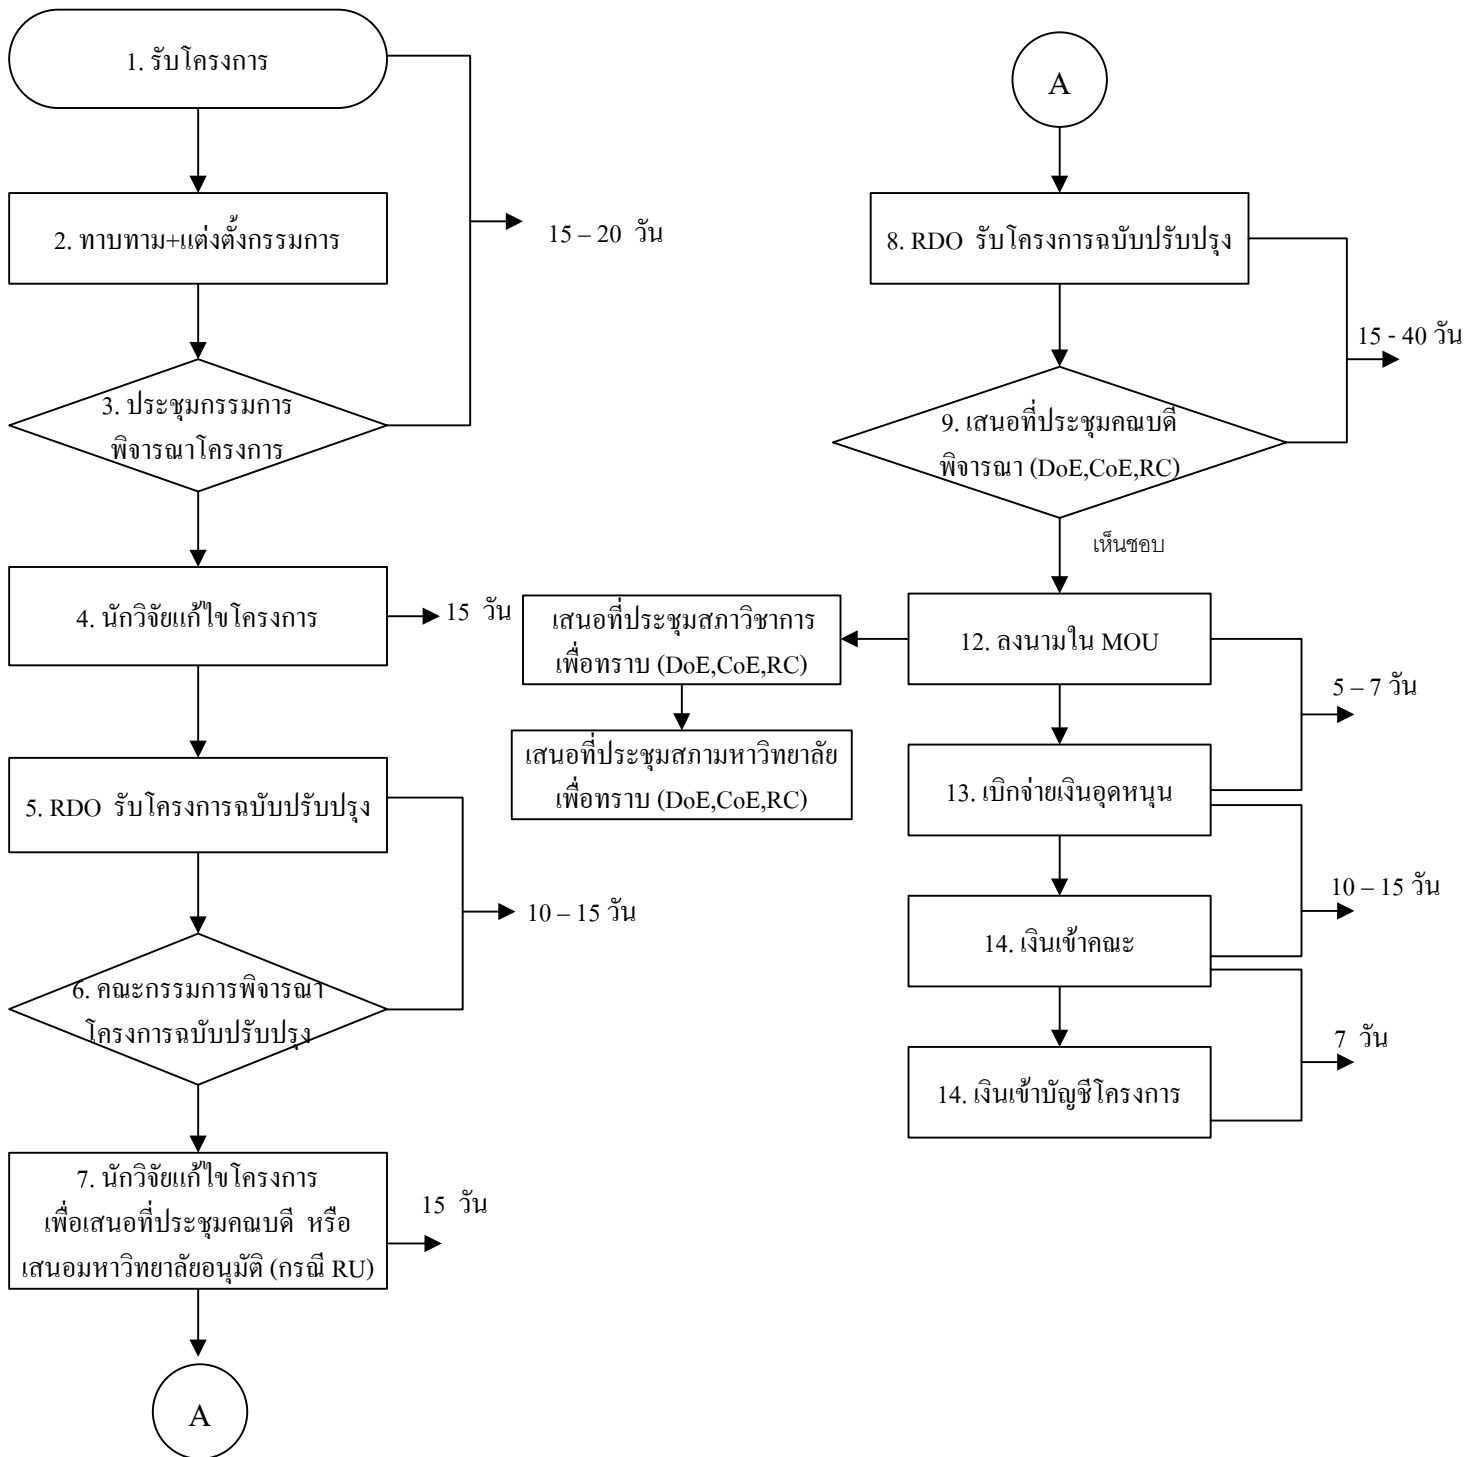 1. รับโครงการ
2. ทาบทาม+แต่งตั้งกรรมการ
15 – 20 วัน
3. ประชุมกรรมการ
พิจารณาโครงการ
4. นักวิจัยแก้ไขโครงการ
15 วัน
5. RDO รับโครงการฉบับปรับปรุง
10 – 15 วัน
6. คณะกรรมการพิจารณา
โครงการฉบับปรับปรุง
7. นักวิจัยแก้ไขโครงการ
เพื่อเสนอที่ประชุมคณบดี หรือ
เสนอมหาวิทยาลัยอนุมัติ (กรณี RU)
15 วัน
A
A
8. RDO รับโครงการฉบับปรับปรุง
15 - 40 วัน
9. เสนอที่ประชุมคณบดี
พิจารณา (DoE,CoE,RC)
เห็นชอบ
12. ลงนามใน MOU
เสนอที่ประชุมสภาวิชาการ
เพื่อทราบ (DoE,CoE,RC)
เสนอที่ประชุมสภามหาวิทยาลัย
เพื่อทราบ (DoE,CoE,RC)
5 – 7 วัน
13. เบิกจ่ายเงินอุดหนุน
10 – 15 วัน
14. เงินเข้าคณะ
7 วัน
14. เงินเข้าบัญชีโครงการ